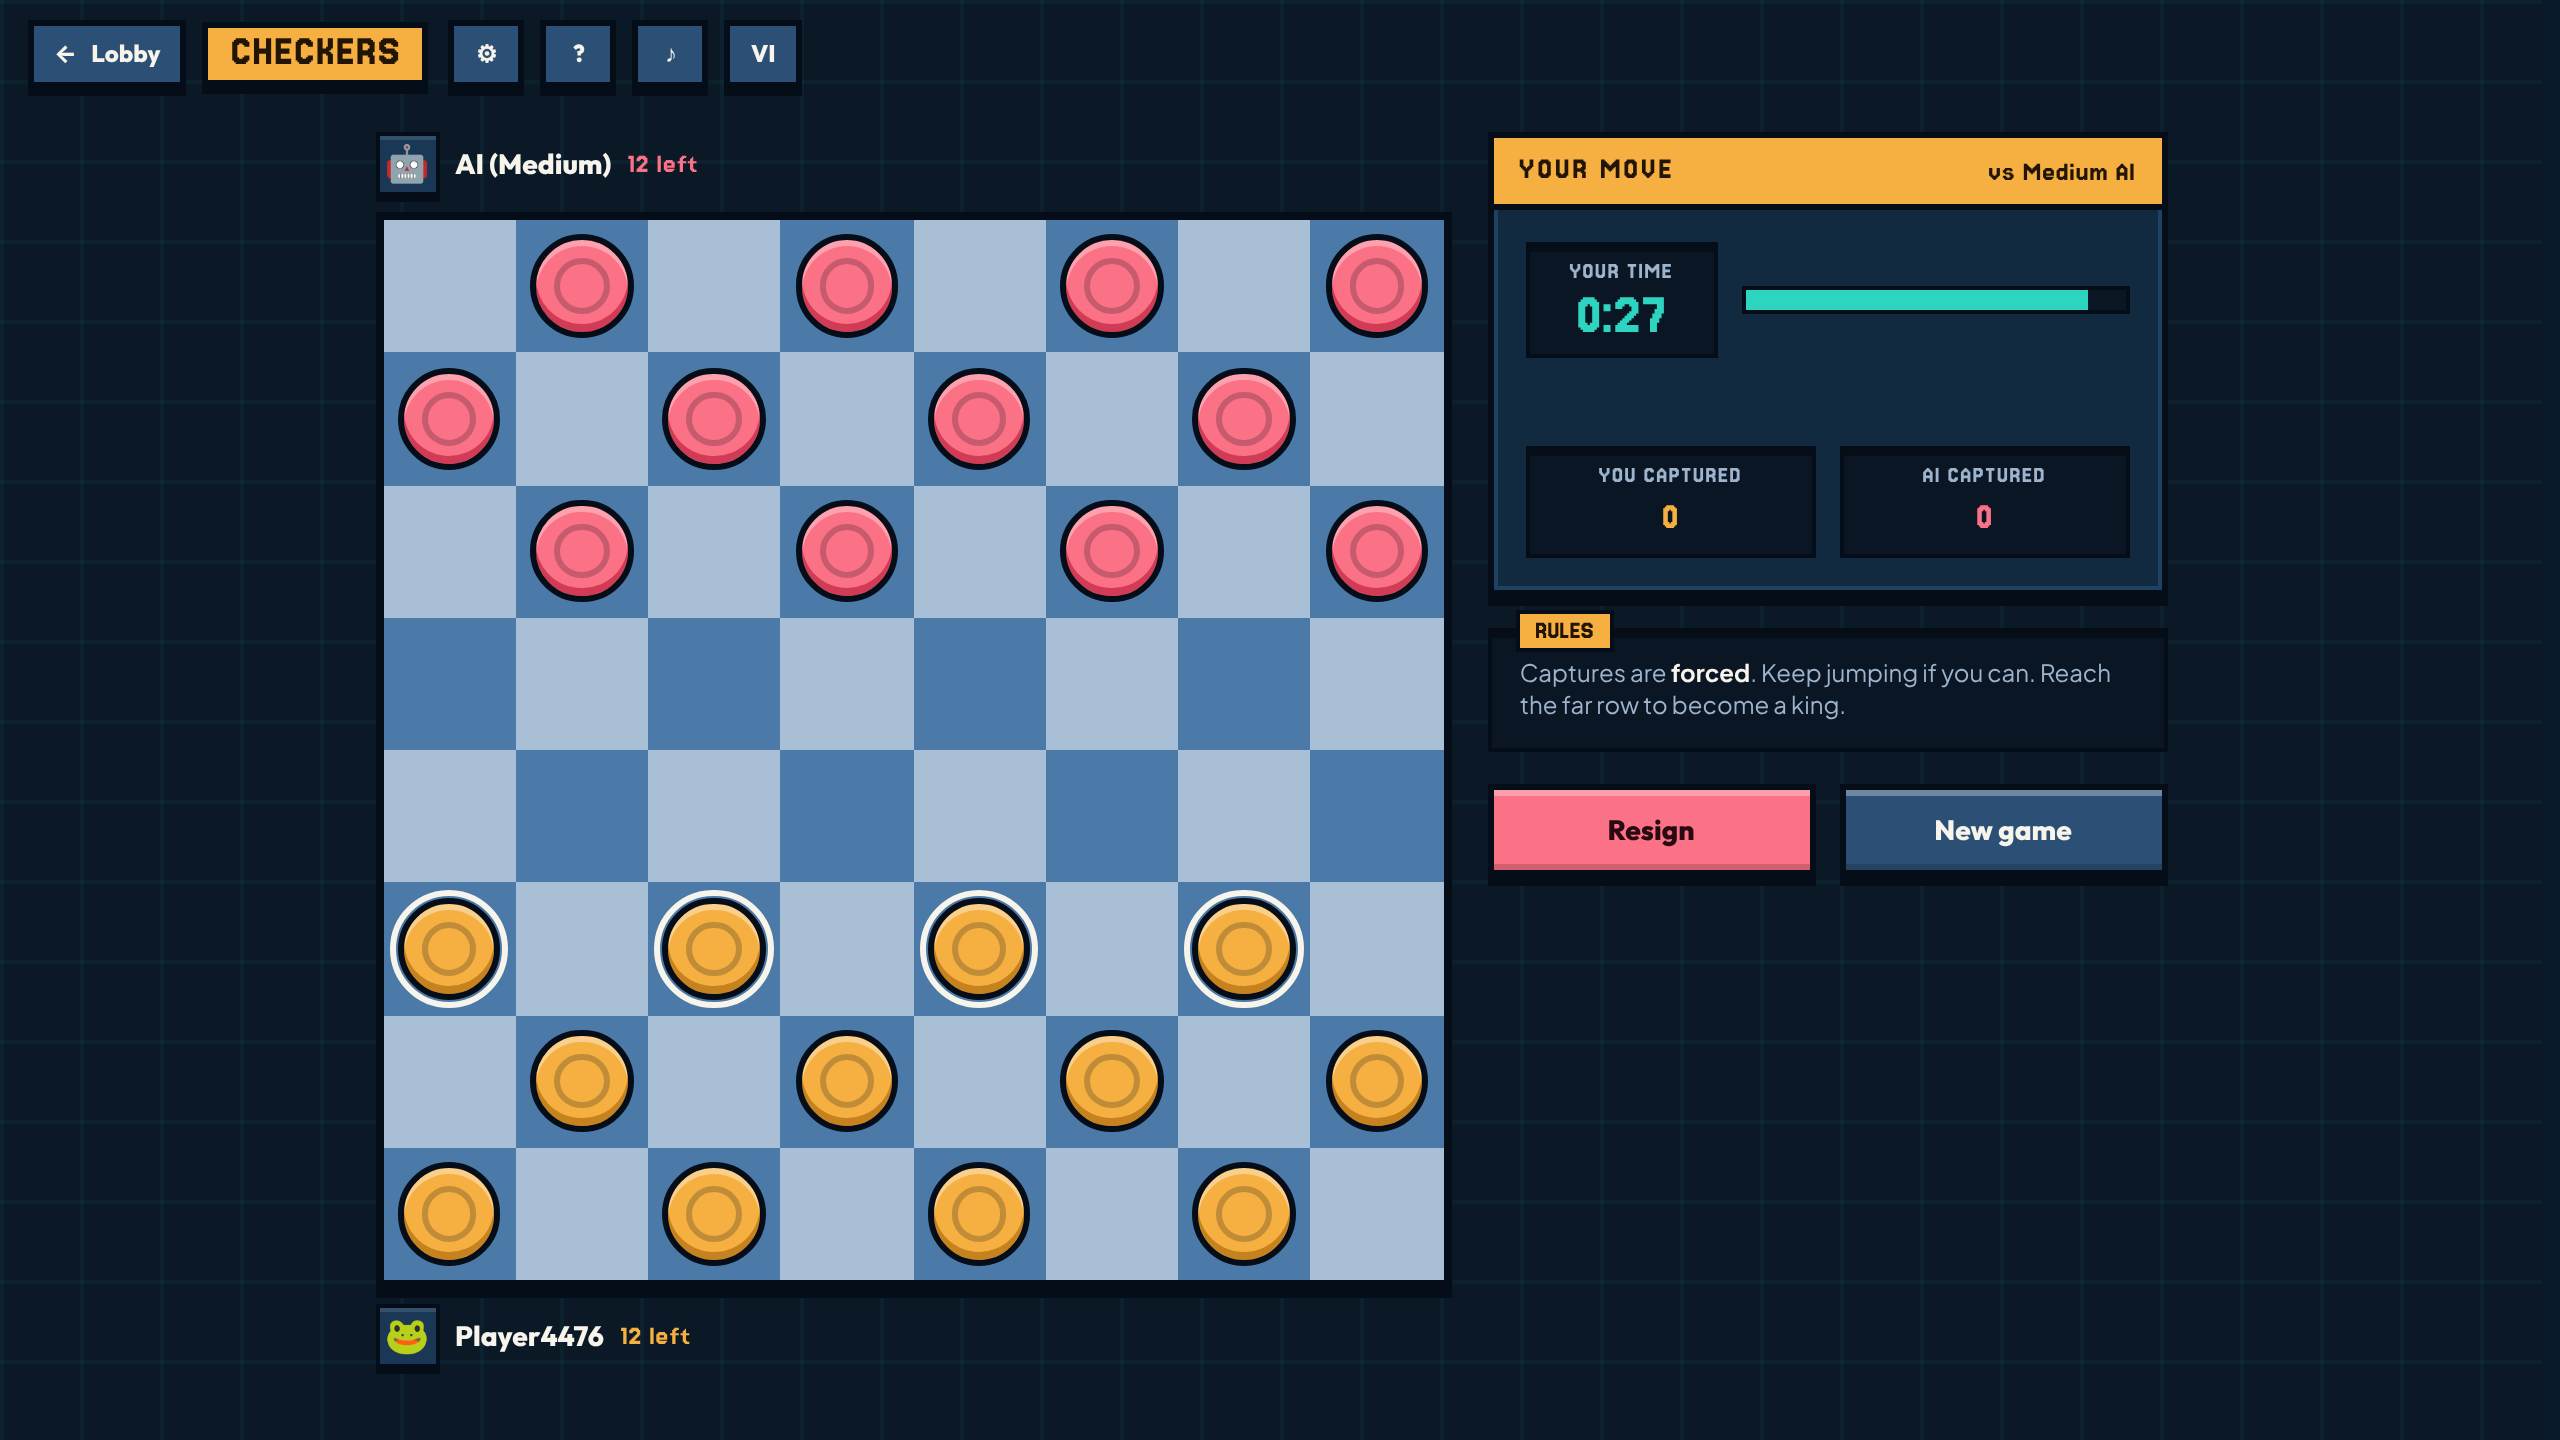 ← Lobby
CHECKERS
⚙
?
♪
VI
AI (Medium) 12 left
YOUR MOVE
vs Medium AI
YOUR TIME
0:27
YOU CAPTURED
0
AI CAPTURED
0
RULES
Captures are forced. Keep jumping if you can. Reach
the far row to become a king.
Resign
New game
Player4476 12 left